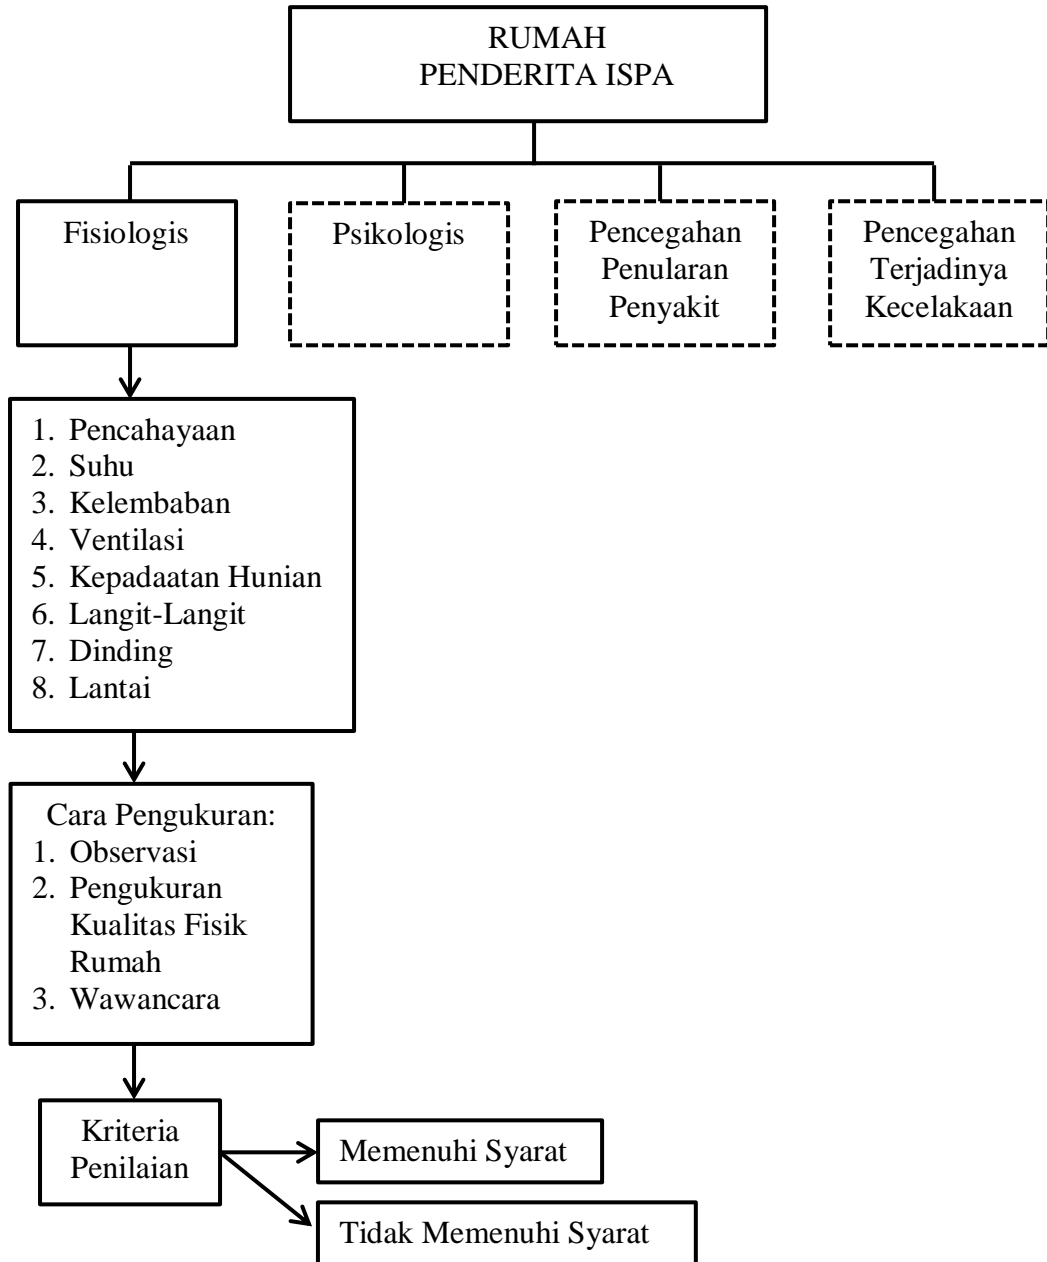 RUMAH
PENDERITA ISPA
Fisiologis
Psikologis
Pencegahan
Penularan
Penyakit
Pencegahan
Terjadinya
Kecelakaan
1. Pencahayaan
2. Suhu
3. Kelembaban
4. Ventilasi
5. Kepadaatan Hunian
6. Langit-Langit
7. Dinding
8. Lantai
Cara Pengukuran:
1. Observasi
2. Pengukuran
Kualitas Fisik
Rumah
3. Wawancara
Kriteria
Penilaian
Memenuhi Syarat
Tidak Memenuhi Syarat